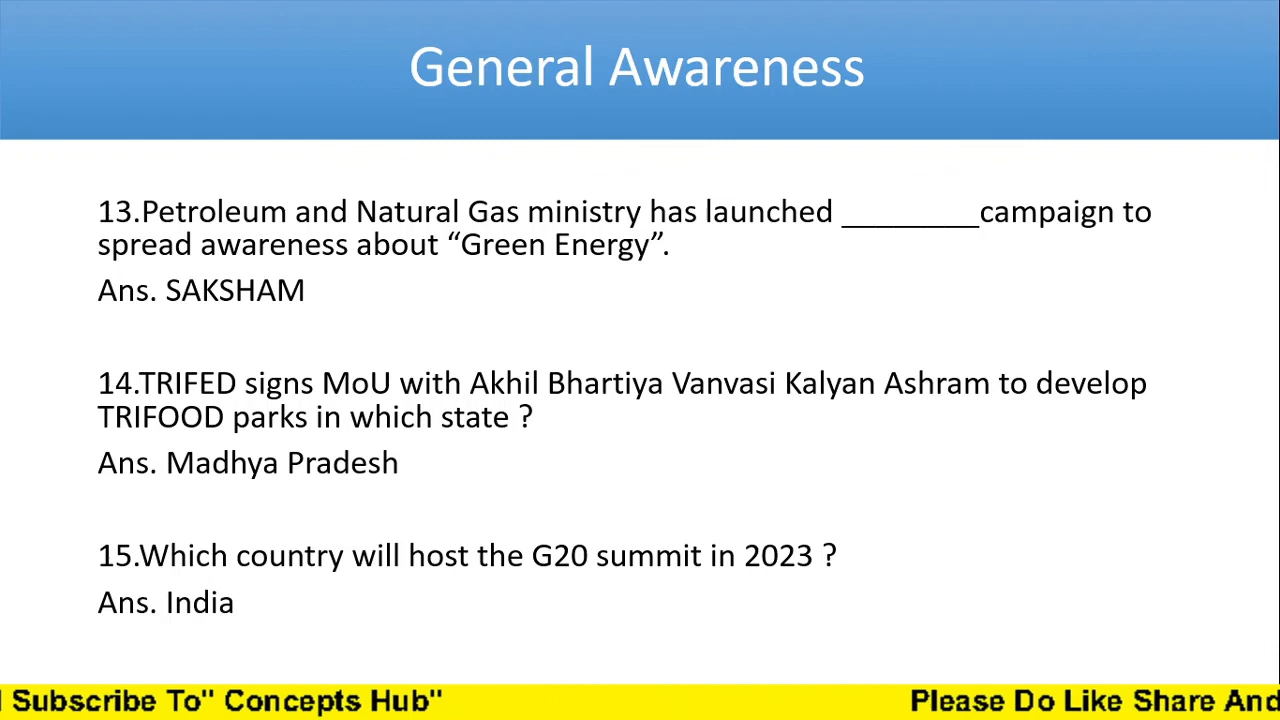 General Awareness
13.Petroleum and Natural Gas ministry has launched ________campaign to
spread awareness about “Green Energy”.
Ans. SAKSHAM
14.TRIFED signs MoU with Akhil Bhartiya Vanvasi Kalyan Ashram to develop
TRIFOOD parks in which state ?
Ans. Madhya Pradesh
15.Which country will host the G20 summit in 2023 ?
Ans. India
Subscribe To" Concepts Hub" Please Do Like Share And